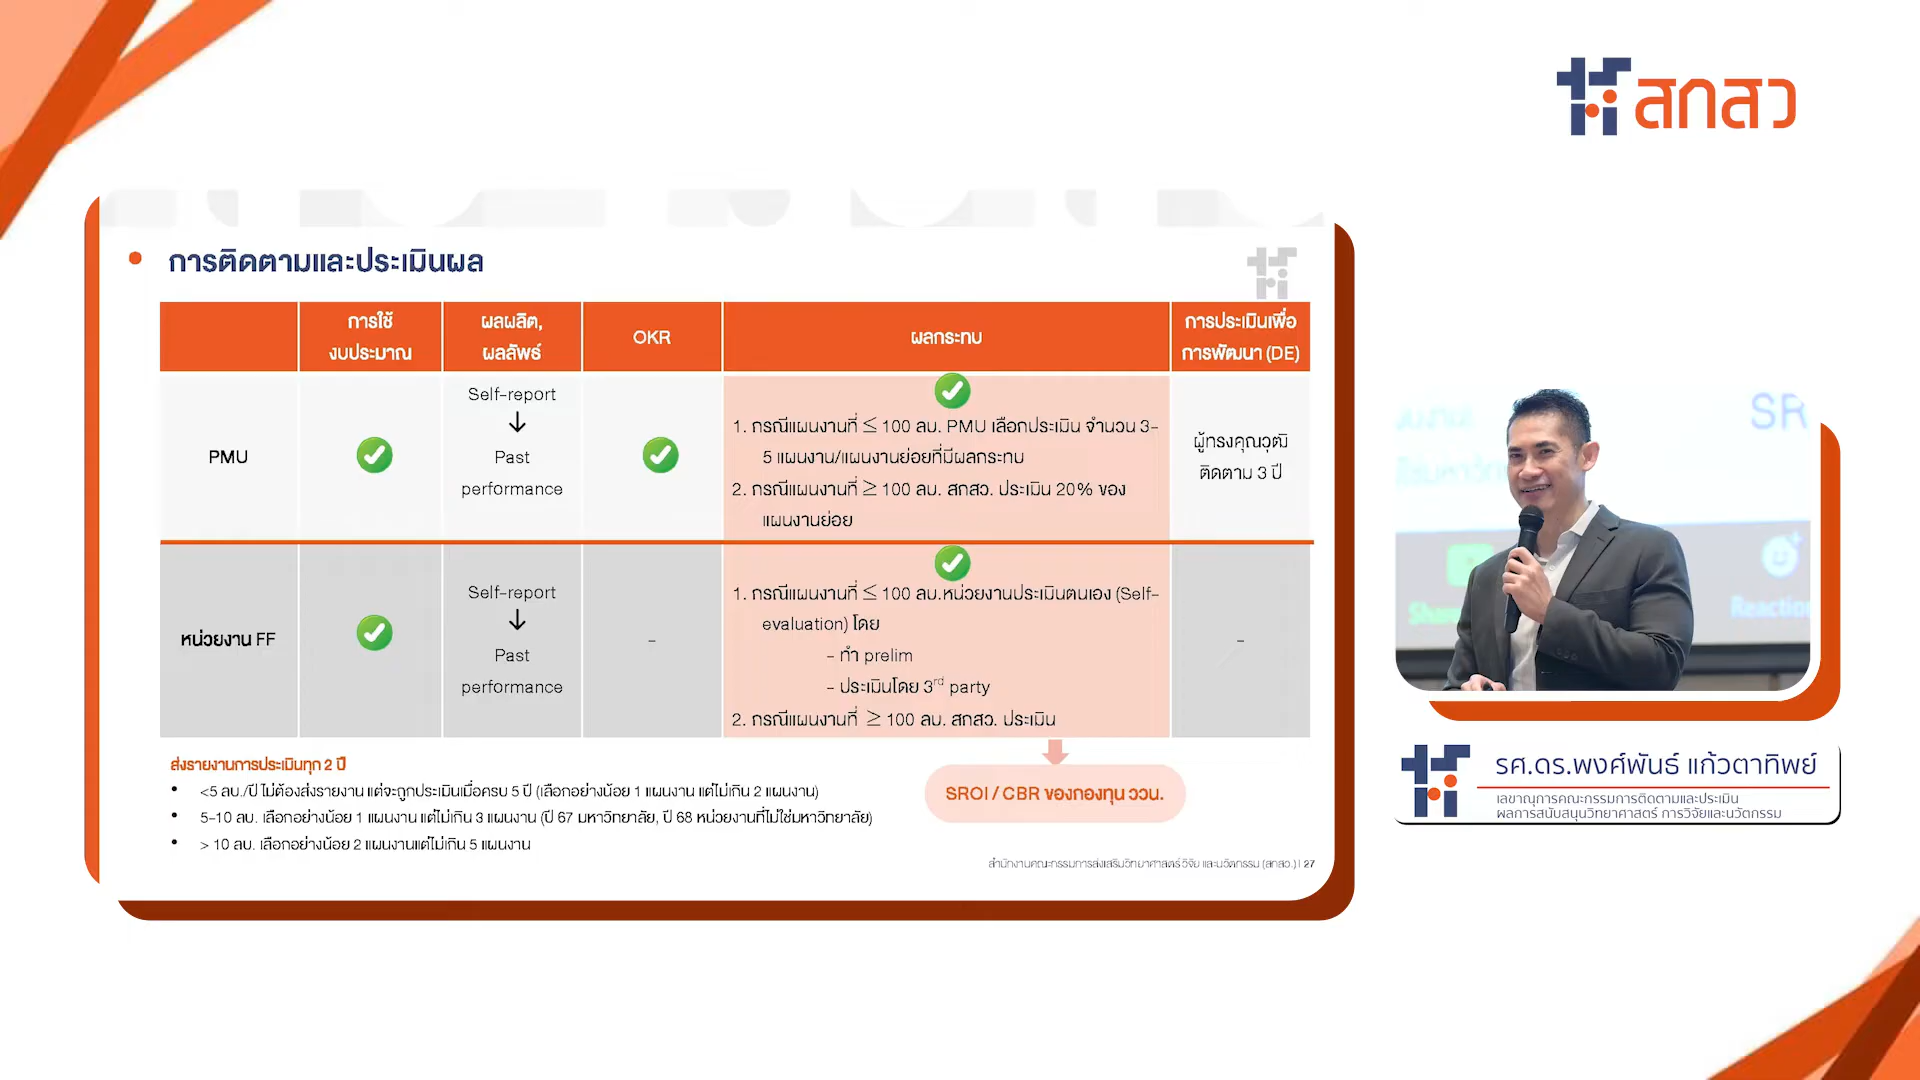 สกสว
การติดตามและประเมินผล
การใช้
งบประมาณ
ผลผลิต,
ผลลัพธ์
OKR
ผลกระทบ
การประเมินเพื่อ
การพัฒนา (DE)
PMU
Self-report
↓
Past
performance
1. กรณีแผนงานที่ ≤ 100 ลบ. PMU เลือกประเมิน จำนวน 3-
5 แผนงาน/แผนงานย่อยที่มีผลกระทบ
2. กรณีแผนงานที่ ≥ 100 ลบ. สกสว. ประเมิน 20% ของ
แผนงานย่อย
ผู้ทรงคุณวุฒิ
ติดตาม 3 ปี
หน่วยงาน FF
Self-report
↓
Past
performance
-
1. กรณีแผนงานที่ ≤ 100 ลบ.หน่วยงานประเมินตนเอง (Self-
evaluation) โดย
- ทำ prelim
- ประเมินโดย 3rd party
2. กรณีแผนงานที่ ≥ 100 ลบ. สกสว. ประเมิน
-
ส่งรายงานการประเมินทุก 2 ปี
• <5 ลบ./ปี ไม่ต้องส่งรายงาน แต่จะถูกประเมินเมื่อครบ 5 ปี (เลือกอย่างน้อย 1 แผนงาน แต่ไม่เกิน 2 แผนงาน)
• 5-10 ลบ. เลือกอย่างน้อย 1 แผนงาน แต่ไม่เกิน 3 แผนงาน (ปี 67 มหาวิทยาลัย, ปี 68 หน่วยงานที่ไม่ใช่มหาวิทยาลัย)
• > 10 ลบ. เลือกอย่างน้อย 2 แผนงานแต่ไม่เกิน 5 แผนงาน
SROI / CBR ของกองทุน ววน.
สำนักงานคณะกรรมการส่งเสริมวิทยาศาสตร์ วิจัย และนวัตกรรม (สกสว.) | 27
SR
Reaction
รศ.ดร.พงศ์พันธ์ แก้วตาทิพย์
เลขาณุการคณะกรรมการติดตามและประเมิน
ผลการสนับสนุนวิทยาศาสตร์ การวิจัยและนวัตกรรม